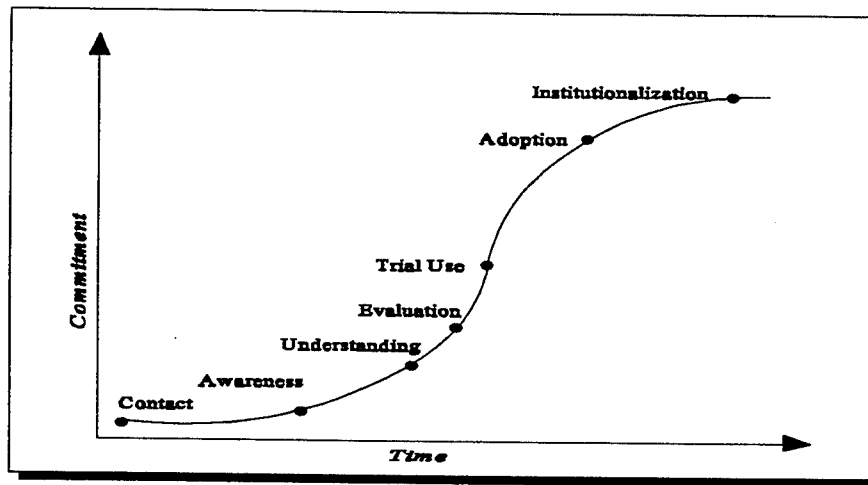 Institutionalization
Adoption
Trial Use
Evaluation
Understanding
Awareness
Contact
Commitment
Time